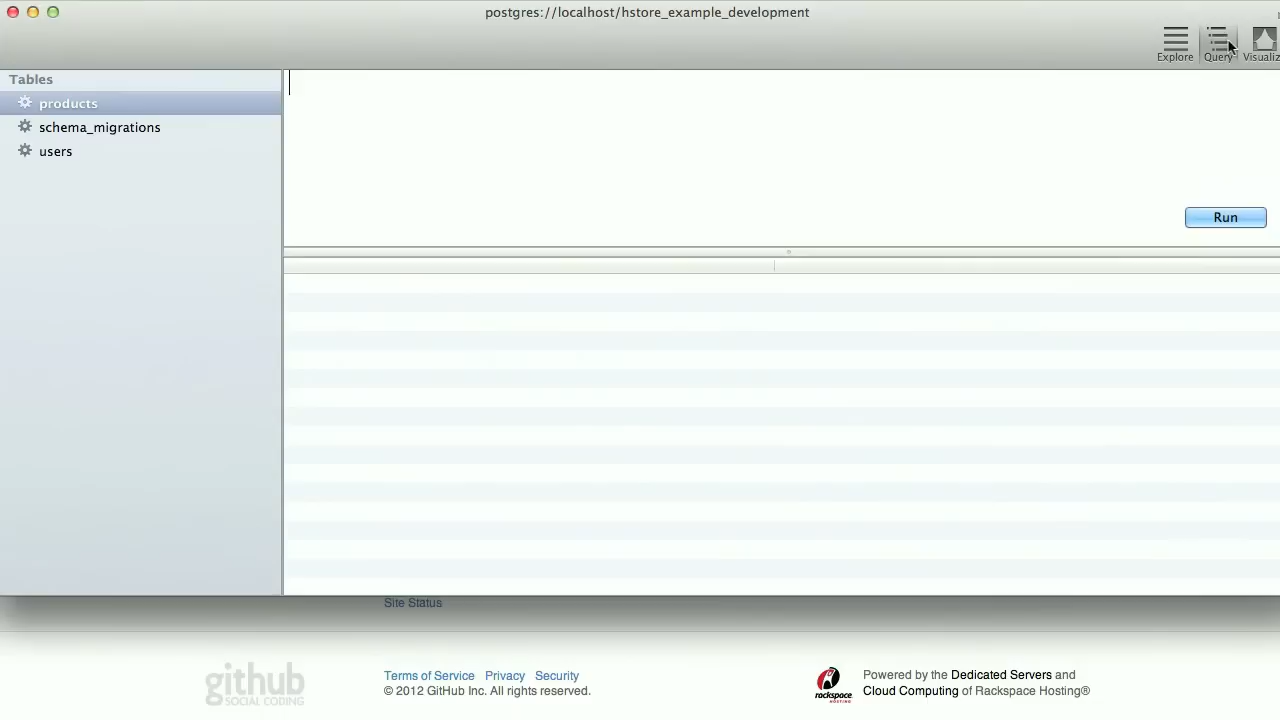 postgres://localhost/hstore_example_development
Explore
Query
Visualiz
Tables
products
schema_migrations
users
Run
Site Status
github
SOCIAL CODING
Terms of Service Privacy Security
© 2012 GitHub Inc. All rights reserved.
rackspace
HOSTING
Powered by the Dedicated Servers and
Cloud Computing of Rackspace Hosting®